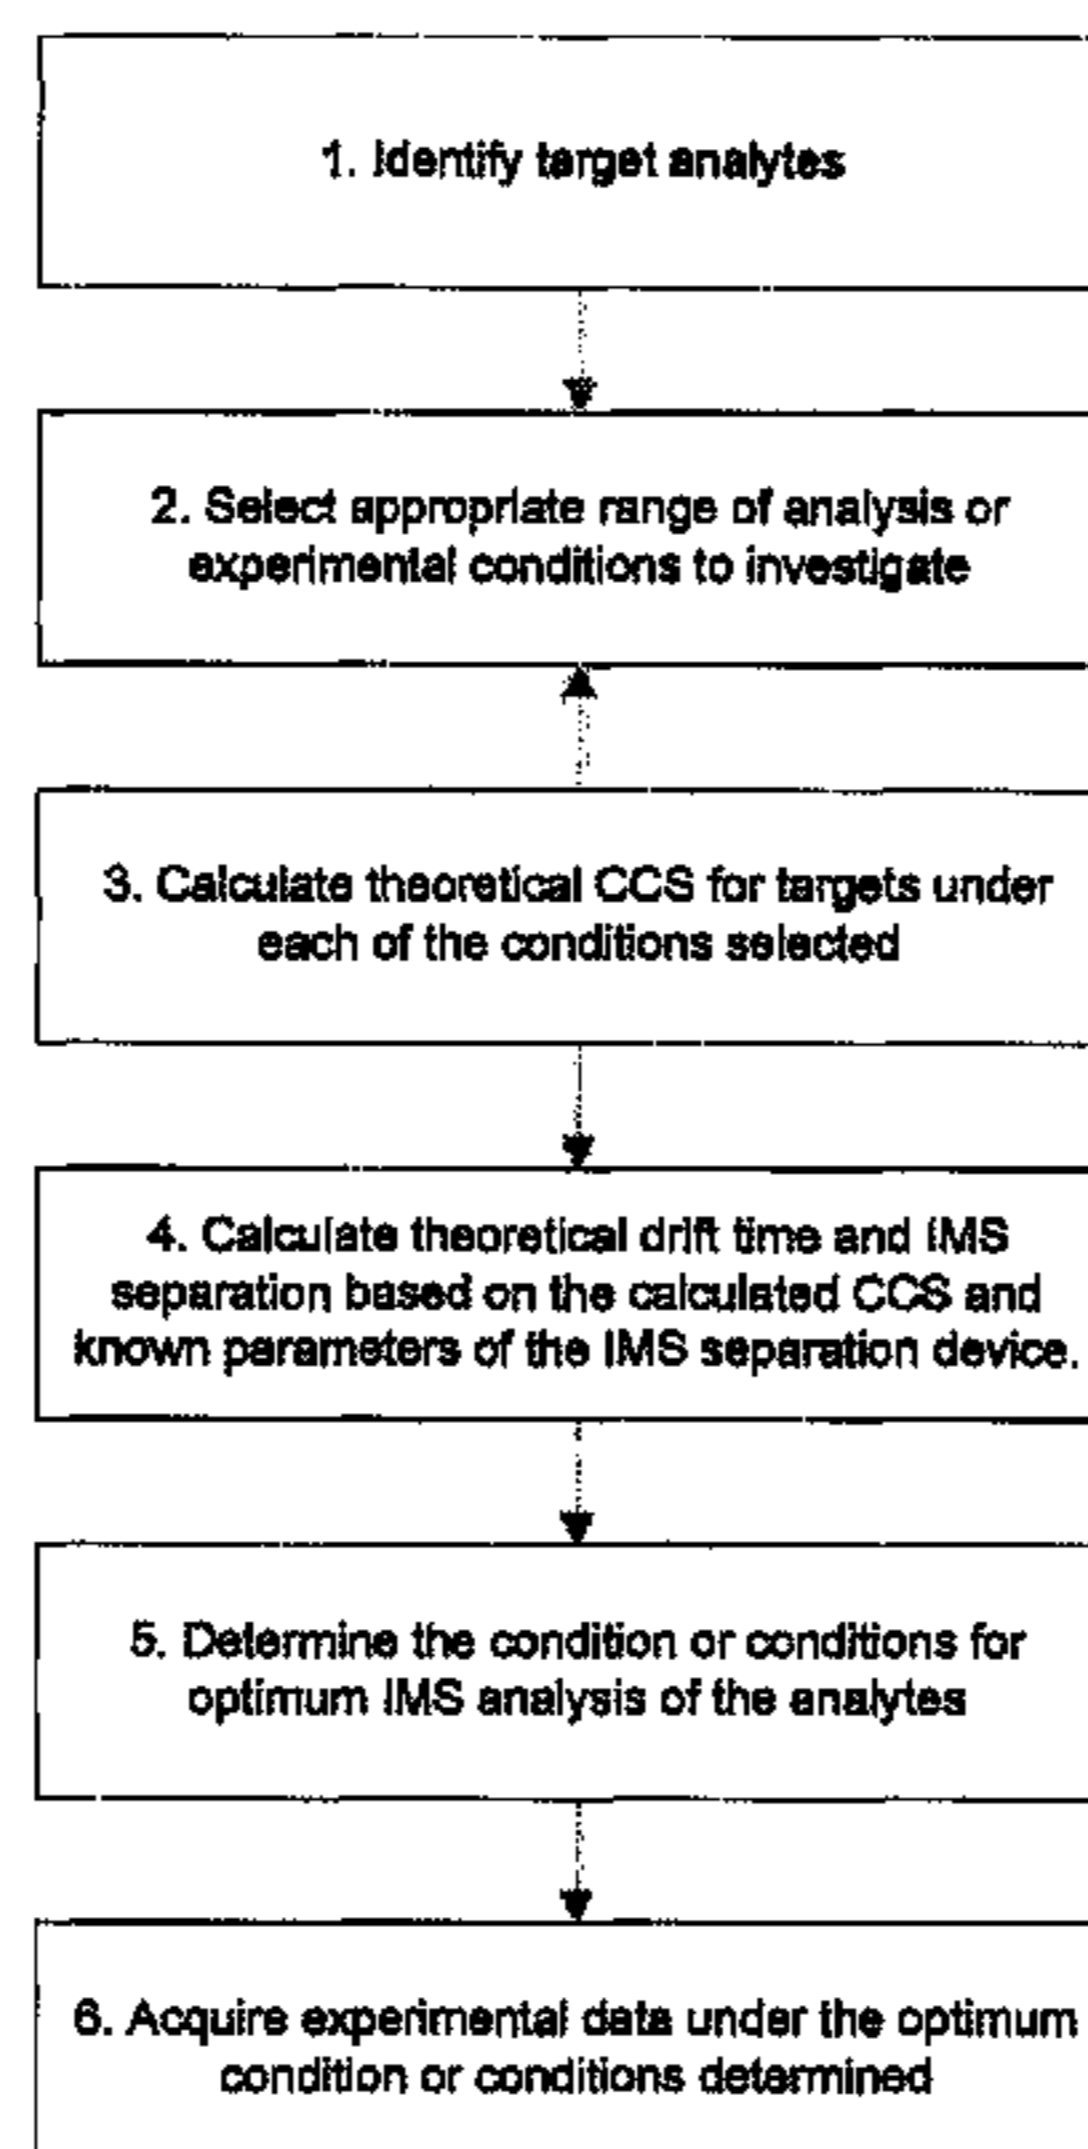 1. Identify target analytes
2. Select appropriate range of analysis or
experimental conditions to investigate
3. Calculate theoretical CCS for targets under
each of the conditions selected
4. Calculate theoretical drift time and IMS
separation based on the calculated CCS and
known parameters of the IMS separation device.
5. Determine the condition or conditions for
optimum IMS analysis of the analytes
6. Acquire experimental data under the optimum
condition or conditions determined